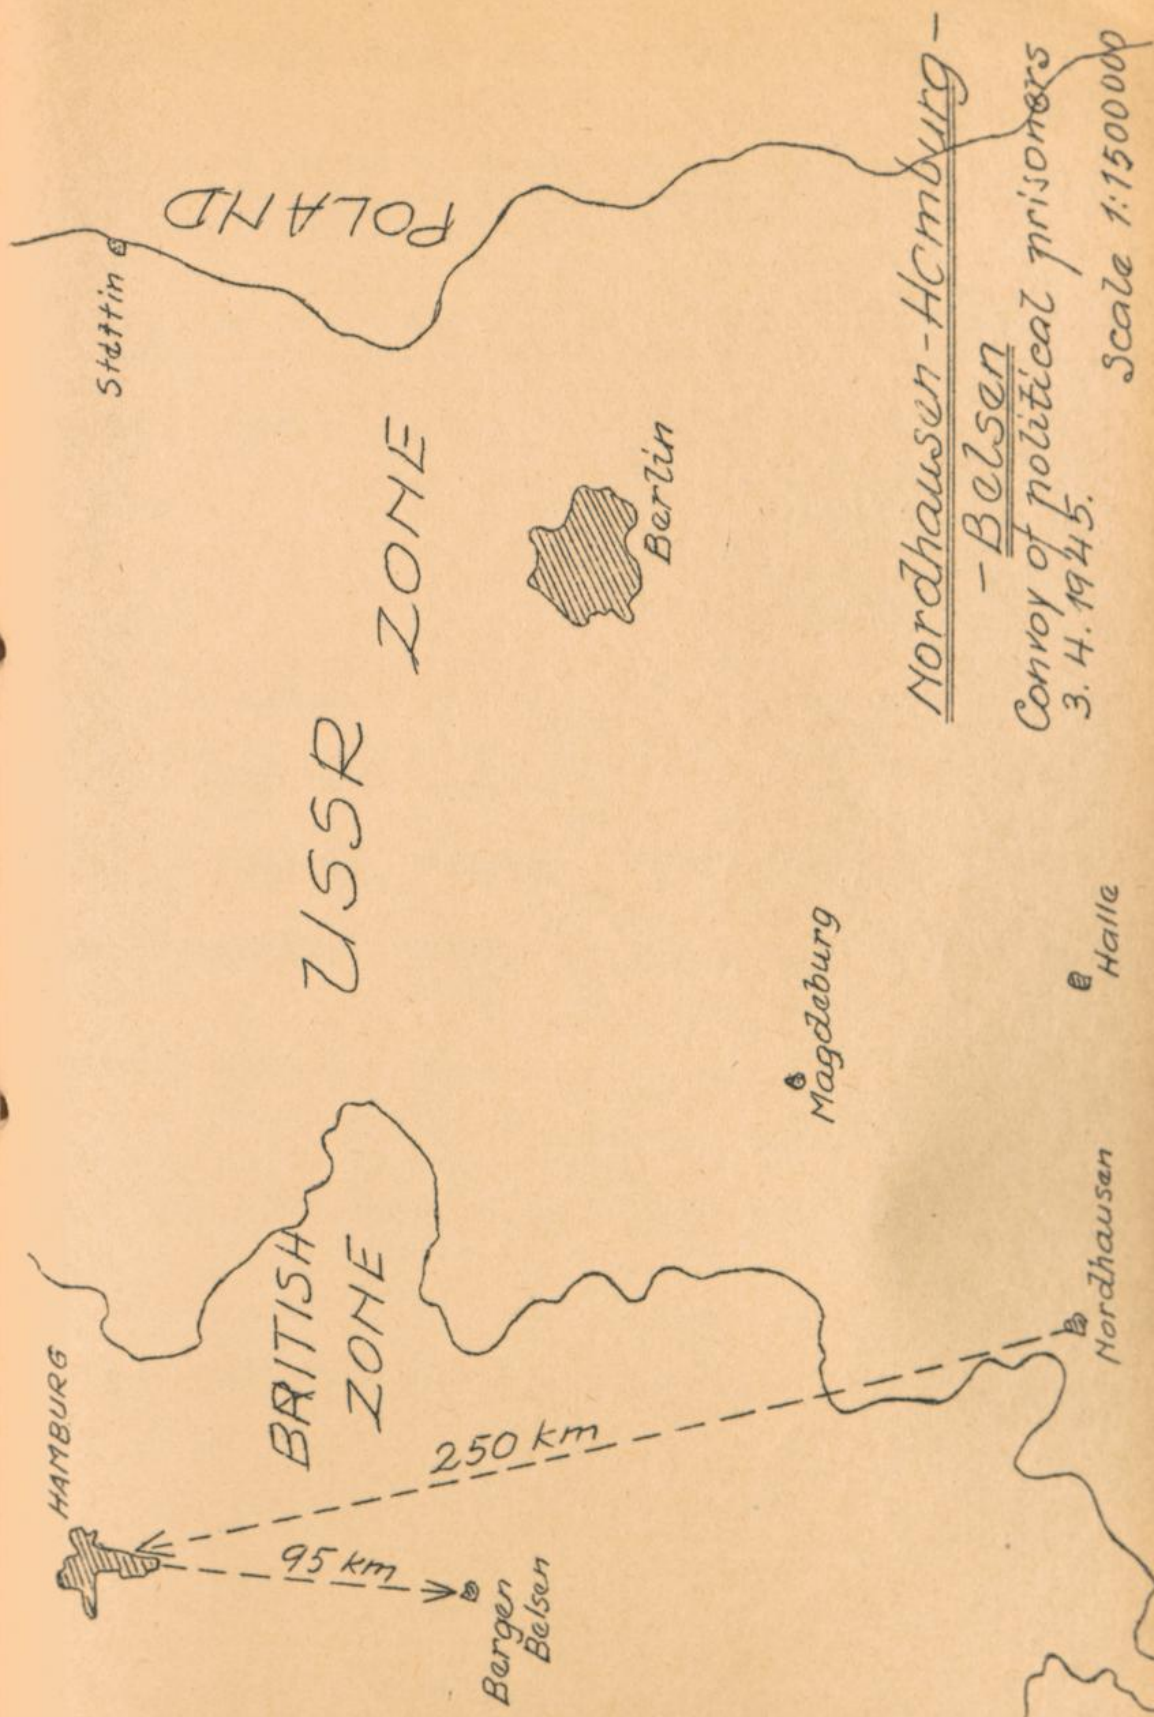 HAMBURG
Stettin
POLAND
BRITISH
ZONE
USSR
ZONE
95 km
250 km
Bergen
Belsen
Berlin
Magdeburg
Nordhausen
Halle
Nordhausen-Hamburg-
-Belsen
Convoy of political prisoners
3. 4. 1945.
Scale 1:1500000